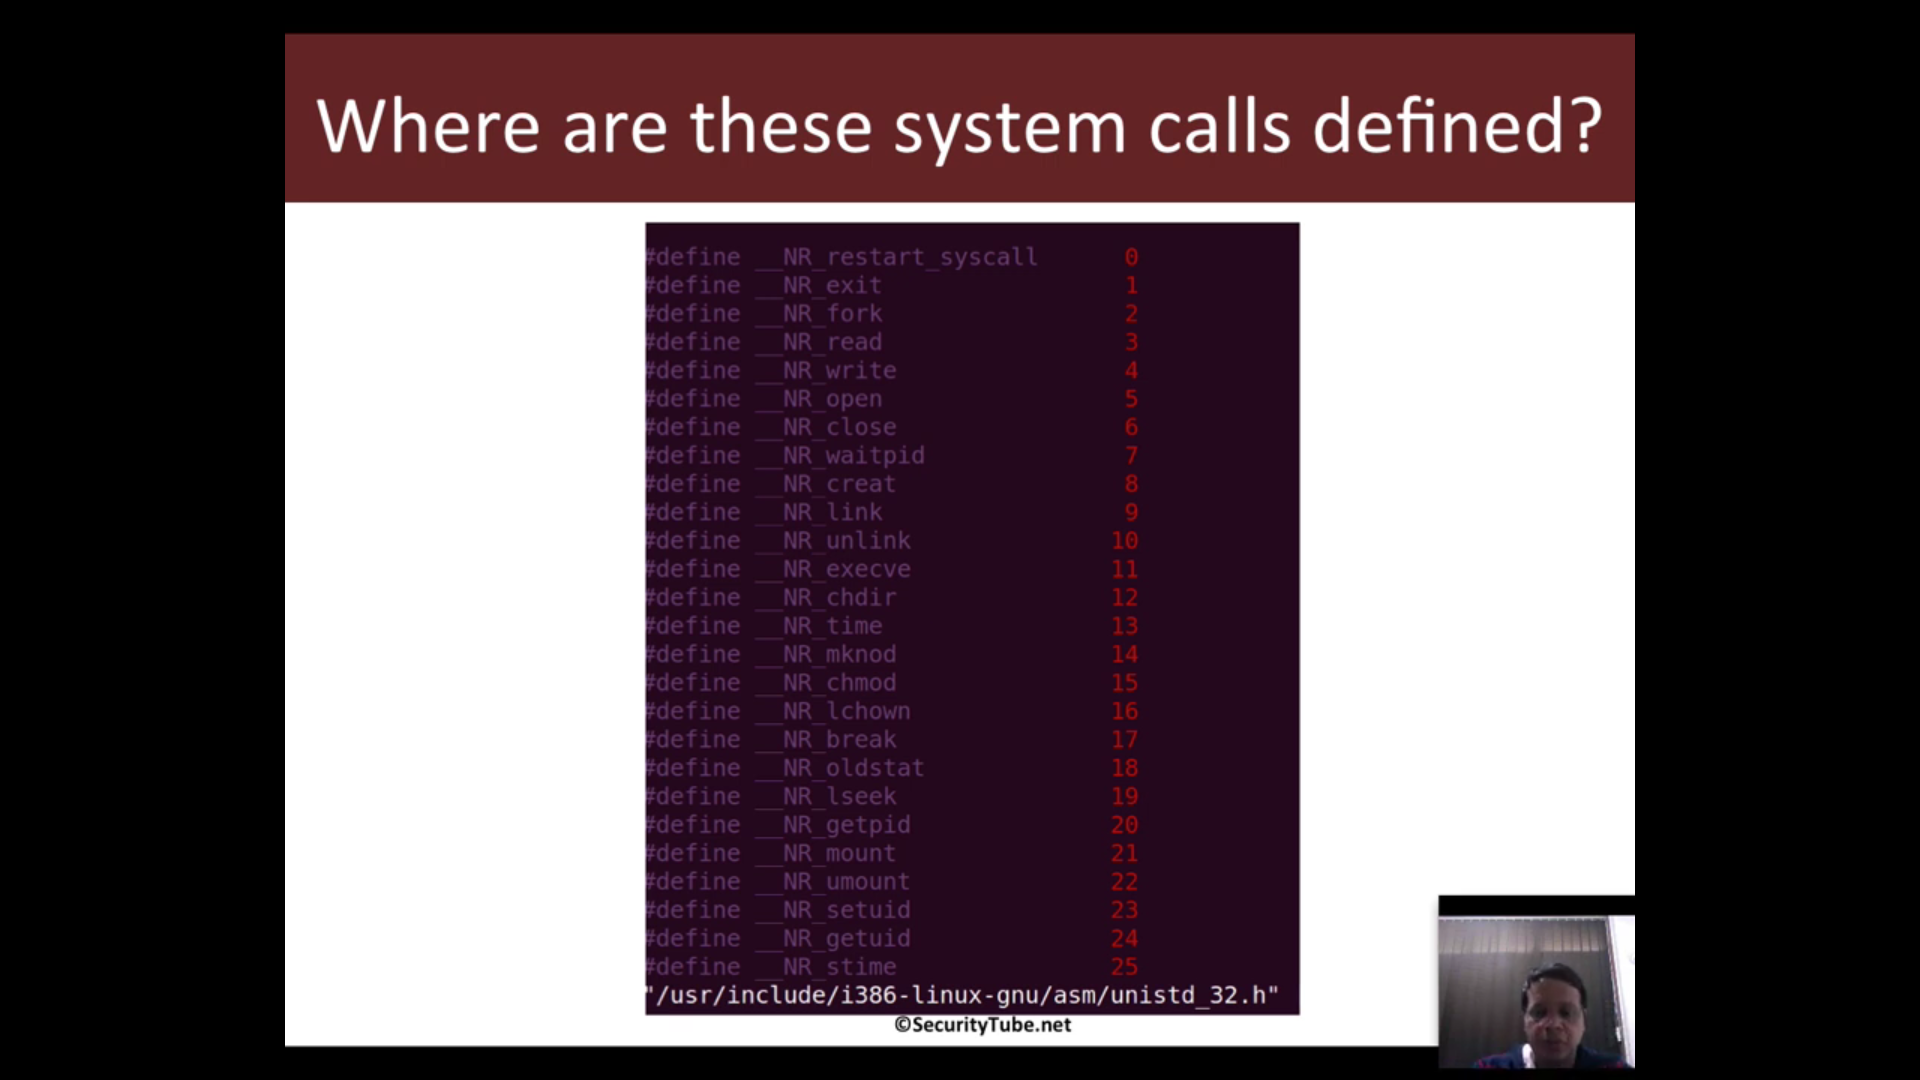 Where are these system calls defined?
#define __NR_restart_syscall 0
#define __NR_exit 1
#define __NR_fork 2
#define __NR_read 3
#define __NR_write 4
#define __NR_open 5
#define __NR_close 6
#define __NR_waitpid 7
#define __NR_creat 8
#define __NR_link 9
#define __NR_unlink 10
#define __NR_execve 11
#define __NR_chdir 12
#define __NR_time 13
#define __NR_mknod 14
#define __NR_chmod 15
#define __NR_lchown 16
#define __NR_break 17
#define __NR_oldstat 18
#define __NR_lseek 19
#define __NR_getpid 20
#define __NR_mount 21
#define __NR_umount 22
#define __NR_setuid 23
#define __NR_getuid 24
#define __NR_stime 25
"/usr/include/i386-linux-gnu/asm/unistd_32.h"
©SecurityTube.net